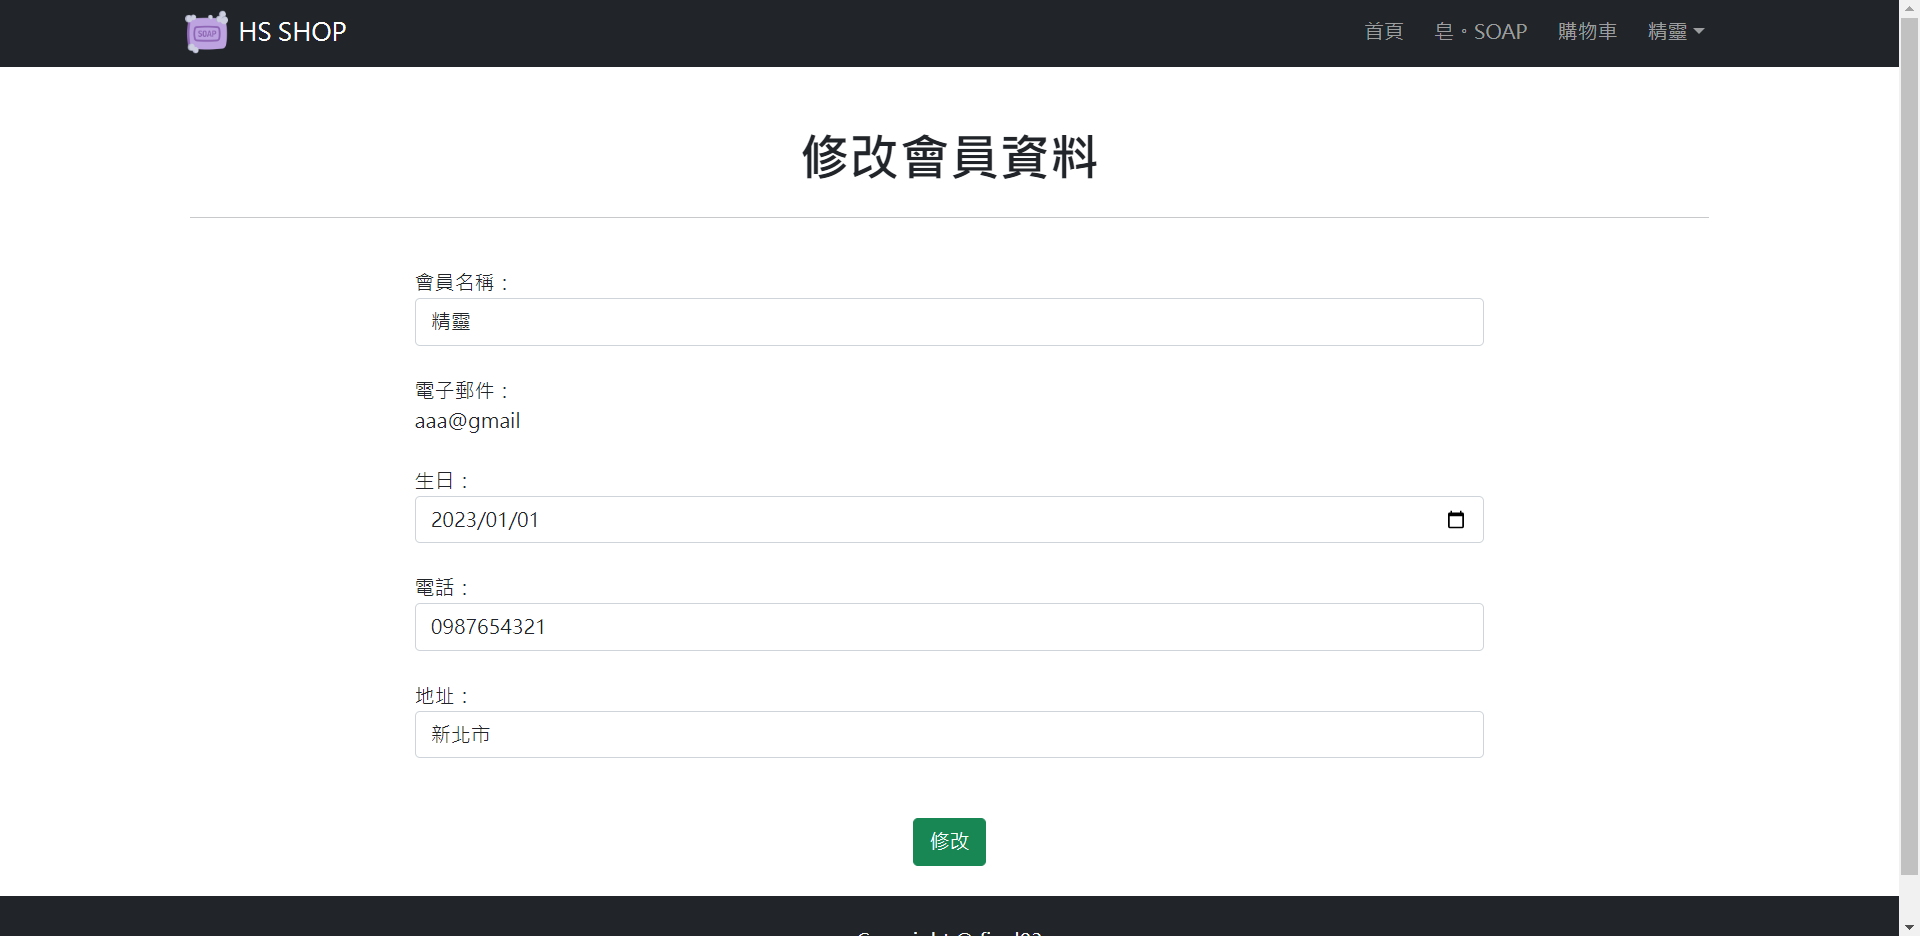 SOAP
HS SHOP
首頁
皂。SOAP
購物車
精靈
修改會員資料
會員名稱：
精靈
電子郵件：
aaa@gmail
生日：
2023/01/01
電話：
0987654321
地址：
新北市
修改